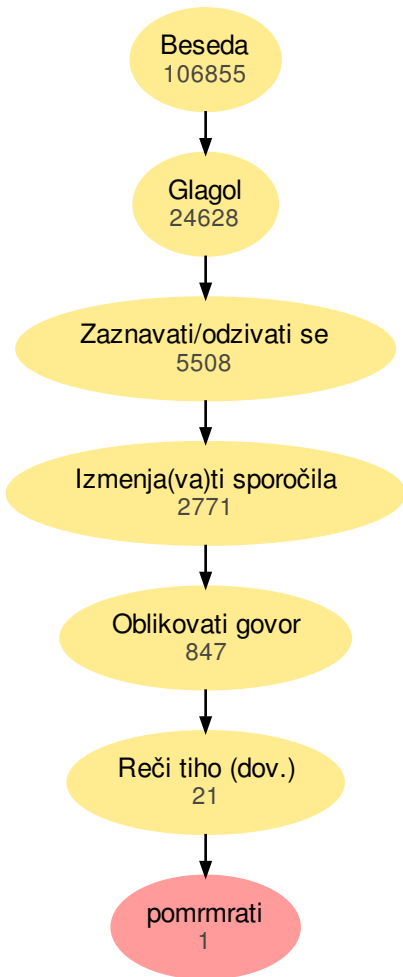 Beseda
106855
Glagol
24628
Zaznavati/odzivati se
5508
Izmenja(va)ti sporočila
2771
Oblikovati govor
847
Reči tiho (dov.)
21
pomrmrati
1